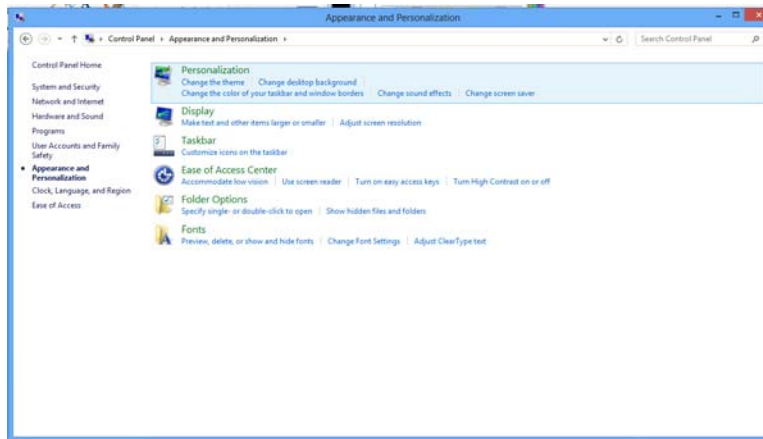 Appearance and Personalization
Control Panel Appearance and Personalization
Search Control Panel
Control Panel Home
System and Security
Network and Internet
Hardware and Sound
Programs
User Accounts and Family
Safety
Appearance and
Personalization
Clock, Language, and Region
Ease of Access
Personalization
Change the theme Change desktop background
Change the color of your taskbar and window borders Change sound effects Change screen saver
Display
Make text and other items larger or smaller Adjust screen resolution
Taskbar
Customize icons on the taskbar
Ease of Access Center
Accommodate low vision Use screen reader Turn on easy access keys Turn High Contrast on or off
Folder Options
Specify single- or double-click to open Show hidden files and folders
Fonts
Preview, delete, or show and hide fonts Change Font Settings Adjust ClearType text